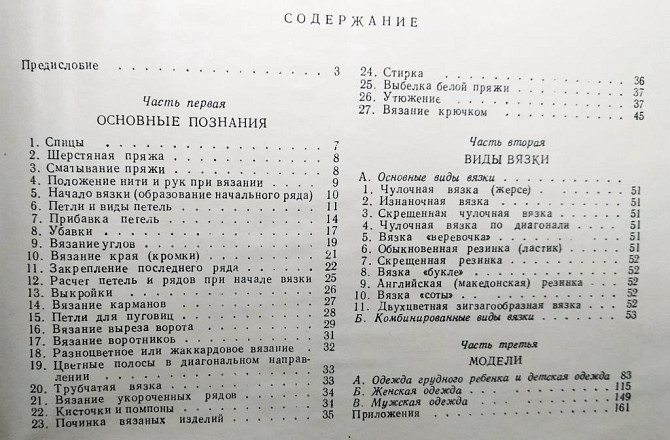 СОДЕРЖАНИЕ
Предисловие . . . . . . . . . . 3
Часть первая
ОСНОВНЫЕ ПОЗНАНИЯ
1. Спицы . . . . . . . . . . 7
2. Шерстяная пряжа . . . . . . . 8
3. Сматывание пряжи . . . . . . . 8
4. Положение нити и рук при вязании . . 9
5. Начало вязки (образование начального ряда) 10
6. Петли и виды петель . . . . . . 11
7. Прибавка петель . . . . . . . 14
8. Убавки . . . . . . . . . 17
9. Вязание углов . . . . . . . . 19
10. Вязание края (кромки) . . . . . 21
11. Закрепление последнего ряда . . . . 22
12. Расчет петель и рядов при начале вязки 25
13. Выкройки . . . . . . . . . 26
14. Вязание карманов . . . . . . . 27
15. Петли для пуговиц . . . . . . . 28
16. Вязание выреза ворота . . . . . 29
17. Вязание воротников . . . . . . 31
18. Разноцветное или жаккардовое вязание . 32
19. Цветные полосы в диагональном направ-
лении . . . . . . . . . . 33
20. Трубчатая вязка . . . . . . . 33
21. Вязание укороченных рядов . . . . 34
22. Кисточки и помпоны . . . . . . 34
23. Починка вязаных изделий . . . . . 35
24. Стирка . . . . . . . . . . 36
25. Выбелка белой пряжи . . . . . . 37
26. Утюжение . . . . . . . . . 37
27. Вязание крючком . . . . . . . 45
Часть вторая
ВИДЫ ВЯЗКИ
А. Основные виды вязки . . . . . .
1. Чулочная вязка (жерсе) . . . . . 51
2. Изнаночная вязка . . . . . . . 51
3. Скрещенная чулочная вязка . . . . 51
4. Чулочная вязка по диагонали . . . . 51
5. Вязка «веревочка» . . . . . . . 51
6. Обыкновенная резинка (ластик) . . . 51
7. Скрещенная резинка . . . . . . 52
8. Вязка «букле» . . . . . . . . 52
9. Английская (македонская) резинка . . 52
10. Вязка «соты» . . . . . . . . 52
11. Двухцветная зигзагообразная вязка . . 52
Б. Комбинированные виды вязки . . . . 53
Часть третья
МОДЕЛИ
А. Одежда грудного ребенка и детская одежда 83
Б. Женская одежда . . . . . . . . 115
В. Мужская одежда . . . . . . . . 149
Приложения . . . . . . . . . . 161